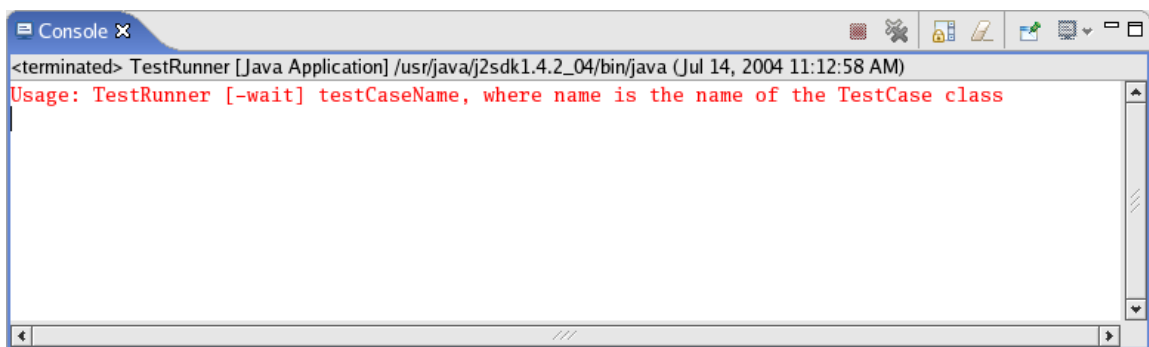 Console
<terminated> TestRunner [Java Application] /usr/java/j2sdk1.4.2_04/bin/java (Jul 14, 2004 11:12:58 AM)
Usage: TestRunner [-wait] testCaseName, where name is the name of the TestCase class